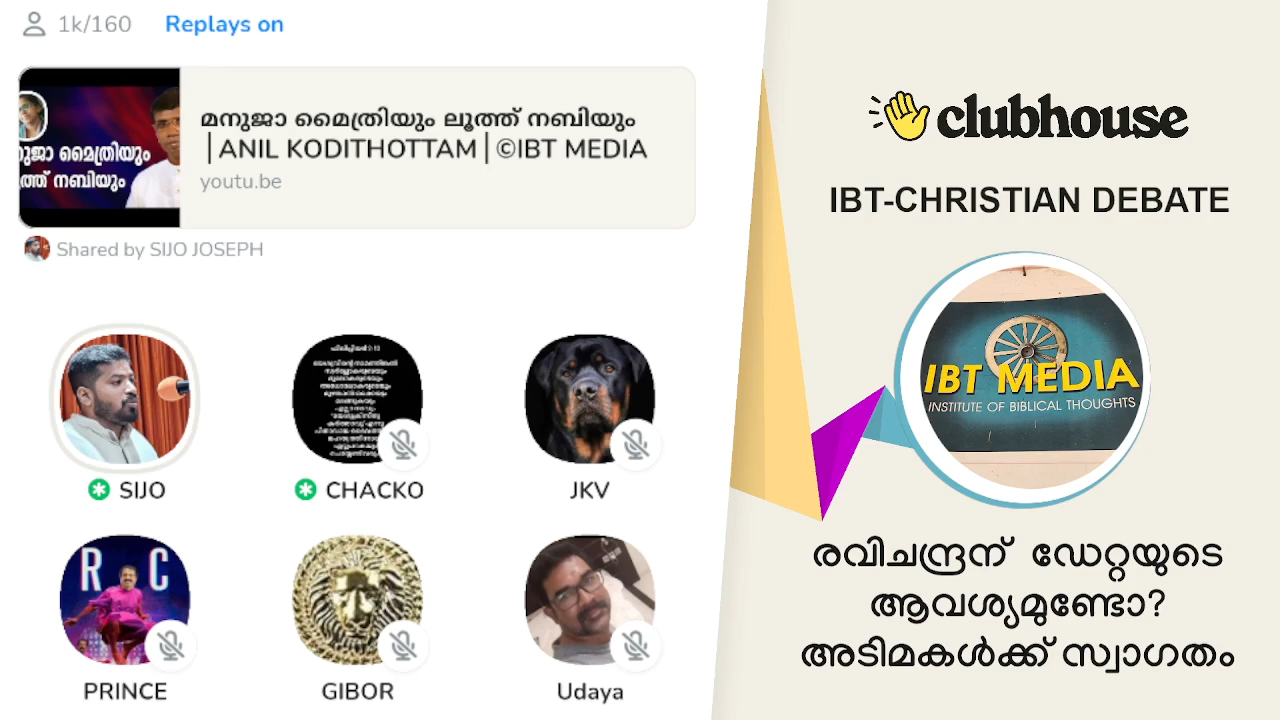 1k/160 Replays on
മനുജാ മൈത്രിയും ലൂത്ത് നബിയും
|ANIL KODITHOTTAM|©IBT MEDIA
youtu.be
നുജാ മൈത്രിയും
ത്ത് നബിയും
Shared by SIJO JOSEPH
SIJO
CHACKO
JKV
R C
PRINCE
GIBOR
Udaya
clubhouse
IBT-CHRISTIAN DEBATE
IBT MEDIA
INSTITUTE OF BIBLICAL THOUGHTS
രവിചന്ദ്രന് ഡേറ്റയുടെ
ആവശ്യമുണ്ടോ?
അടിമകൾക്ക് സ്വാഗതം